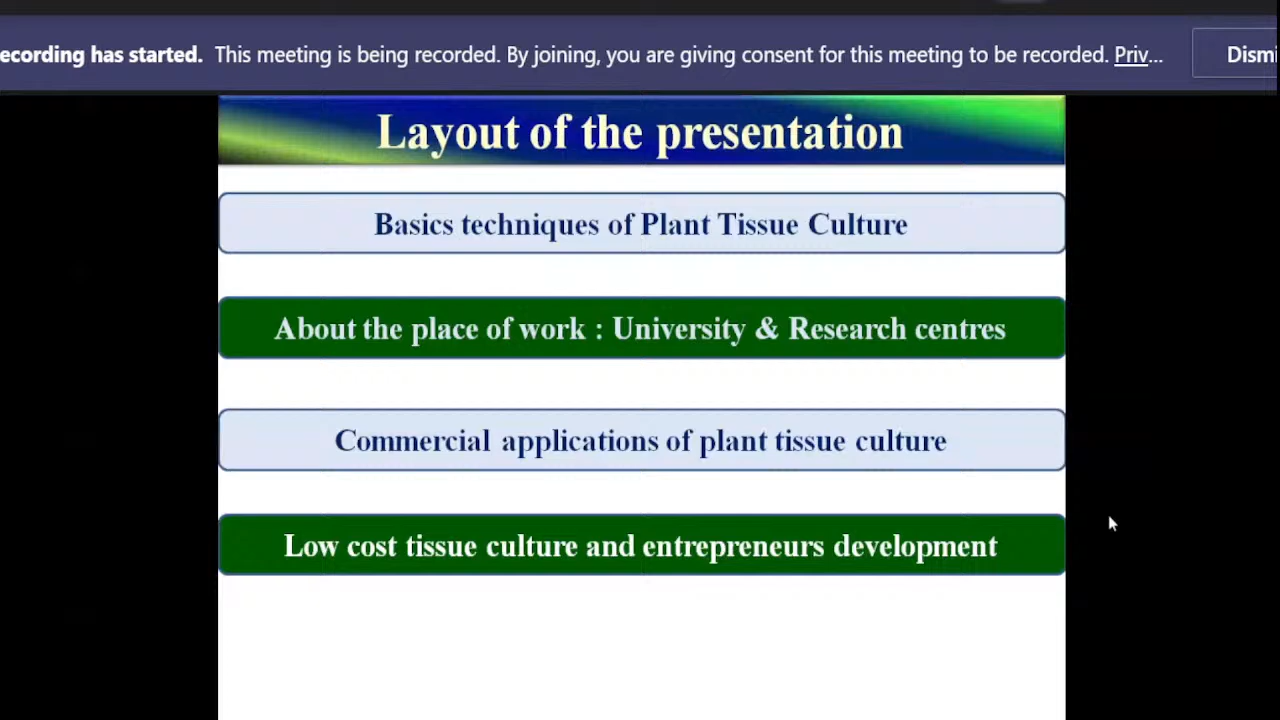 ecording has started. This meeting is being recorded. By joining, you are giving consent for this meeting to be recorded. Priv... Dismi
Layout of the presentation
Basics techniques of Plant Tissue Culture
About the place of work : University & Research centres
Commercial applications of plant tissue culture
Low cost tissue culture and entrepreneurs development